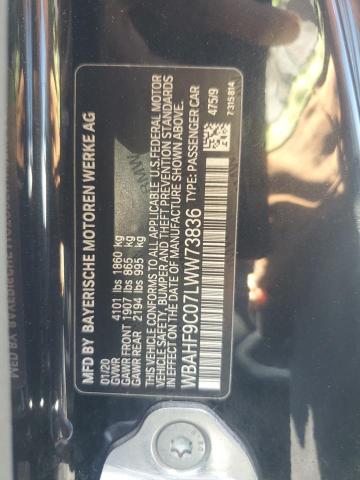 MFD BY BAYERISCHE MOTOREN WERKE AG
01/20
GVWR 4101 lbs 1860 kg
GAWR FRONT 1907 lbs 865 kg
GAWR REAR 2194 lbs 995 kg
THIS VEHICLE CONFORMS TO ALL APPLICABLE U.S. FEDERAL MOTOR
VEHICLE SAFETY, BUMPER AND THEFT PREVENTION STANDARDS
IN EFFECT ON THE DATE OF MANUFACTURE SHOWN ABOVE.
WBAHF9C07LWW73836 TYPE: PASSENGER CAR
475/9
7315814